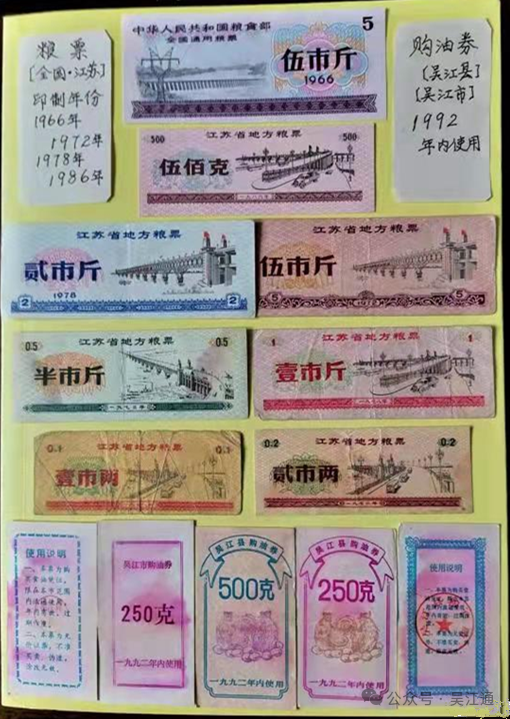 粮票
[全国·江苏]
印制年份
1966年
1972年
1978年
1986年
中华人民共和国粮食部
全国通用粮票
5
伍市斤
1966
购油券
[吴江县]
[吴江市]
1992
年内使用
江苏省地方粮票
500
500
伍佰克
江苏省地方粮票
贰市斤
1978
2
2
江苏省地方粮票
伍市斤
5
5
0.5
江苏省地方粮票
0.5
半市斤
1
江苏省地方粮票
1
壹市斤
0.1
江苏省地方粮票
0.1
壹市两
0.2
江苏省地方粮票
0.2
贰市两
使用说明
吴江市购油券
250克
一九九二年内使用
吴江县购油券
500克
一九九二年内使用
吴江县购油券
250克
一九九二年内使用
使用说明
公众号·吴江通